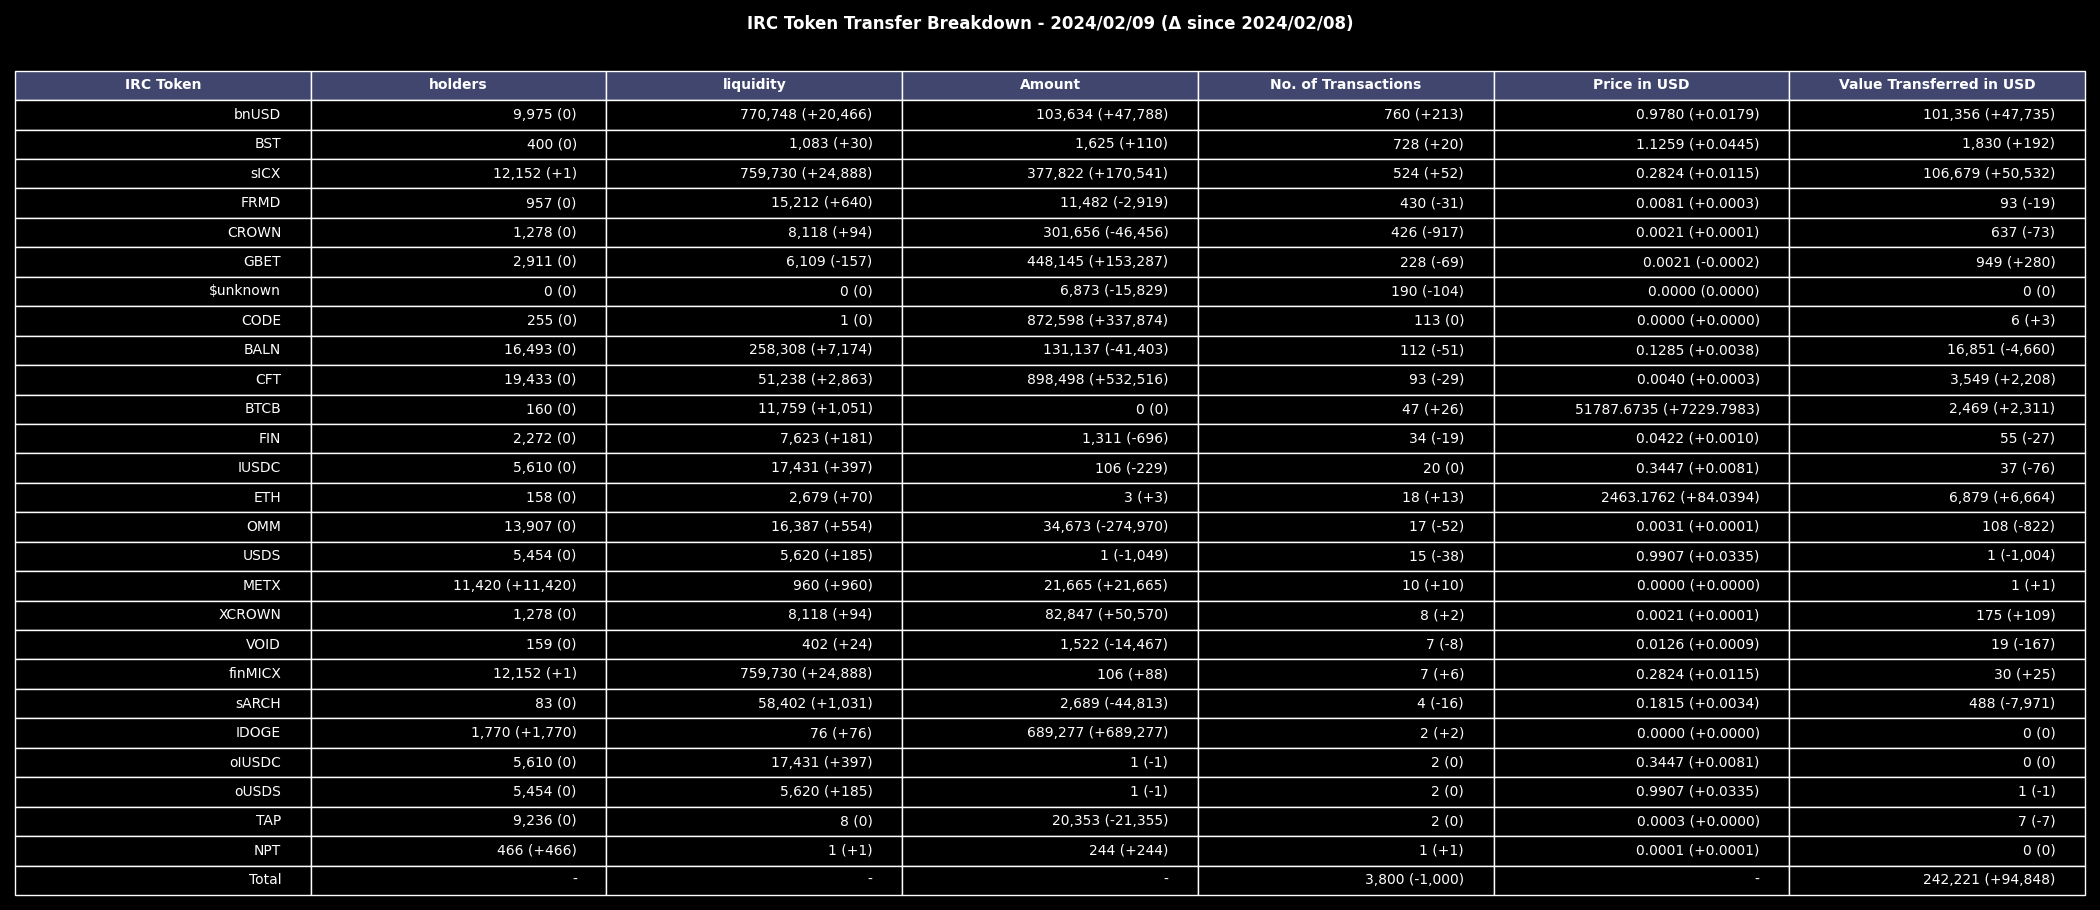 IRC Token Transfer Breakdown - 2024/02/09 (Δ since 2024/02/08)
IRC Token holders liquidity Amount No. of Transactions Price in USD Value Transferred in USD
bnUSD 9,975 (0) 770,748 (+20,466) 103,634 (+47,788) 760 (+213) 0.9780 (+0.0179) 101,356 (+47,735)
BST 400 (0) 1,083 (+30) 1,625 (+110) 728 (+20) 1.1259 (+0.0445) 1,830 (+192)
sICX 12,152 (+1) 759,730 (+24,888) 377,822 (+170,541) 524 (+52) 0.2824 (+0.0115) 106,679 (+50,532)
FRMD 957 (0) 15,212 (+640) 11,482 (-2,919) 430 (-31) 0.0081 (+0.0003) 93 (-19)
CROWN 1,278 (0) 8,118 (+94) 301,656 (-46,456) 426 (-917) 0.0021 (+0.0001) 637 (-73)
GBET 2,911 (0) 6,109 (-157) 448,145 (+153,287) 228 (-69) 0.0021 (-0.0002) 949 (+280)
$unknown 0 (0) 0 (0) 6,873 (-15,829) 190 (-104) 0.0000 (0.0000) 0 (0)
CODE 255 (0) 1 (0) 872,598 (+337,874) 113 (0) 0.0000 (+0.0000) 6 (+3)
BALN 16,493 (0) 258,308 (+7,174) 131,137 (-41,403) 112 (-51) 0.1285 (+0.0038) 16,851 (-4,660)
CFT 19,433 (0) 51,238 (+2,863) 898,498 (+532,516) 93 (-29) 0.0040 (+0.0003) 3,549 (+2,208)
BTCB 160 (0) 11,759 (+1,051) 0 (0) 47 (+26) 51787.6735 (+7229.7983) 2,469 (+2,311)
FIN 2,272 (0) 7,623 (+181) 1,311 (-696) 34 (-19) 0.0422 (+0.0010) 55 (-27)
IUSDC 5,610 (0) 17,431 (+397) 106 (-229) 20 (0) 0.3447 (+0.0081) 37 (-76)
ETH 158 (0) 2,679 (+70) 3 (+3) 18 (+13) 2463.1762 (+84.0394) 6,879 (+6,664)
OMM 13,907 (0) 16,387 (+554) 34,673 (-274,970) 17 (-52) 0.0031 (+0.0001) 108 (-822)
USDS 5,454 (0) 5,620 (+185) 1 (-1,049) 15 (-38) 0.9907 (+0.0335) 1 (-1,004)
METX 11,420 (+11,420) 960 (+960) 21,665 (+21,665) 10 (+10) 0.0000 (+0.0000) 1 (+1)
XCROWN 1,278 (0) 8,118 (+94) 82,847 (+50,570) 8 (+2) 0.0021 (+0.0001) 175 (+109)
VOID 159 (0) 402 (+24) 1,522 (-14,467) 7 (-8) 0.0126 (+0.0009) 19 (-167)
finMICX 12,152 (+1) 759,730 (+24,888) 106 (+88) 7 (+6) 0.2824 (+0.0115) 30 (+25)
sARCH 83 (0) 58,402 (+1,031) 2,689 (-44,813) 4 (-16) 0.1815 (+0.0034) 488 (-7,971)
IDOGE 1,770 (+1,770) 76 (+76) 689,277 (+689,277) 2 (+2) 0.0000 (+0.0000) 0 (0)
oIUSDC 5,610 (0) 17,431 (+397) 1 (-1) 2 (0) 0.3447 (+0.0081) 0 (0)
oUSDS 5,454 (0) 5,620 (+185) 1 (-1) 2 (0) 0.9907 (+0.0335) 1 (-1)
TAP 9,236 (0) 8 (0) 20,353 (-21,355) 2 (0) 0.0003 (+0.0000) 7 (-7)
NPT 466 (+466) 1 (+1) 244 (+244) 1 (+1) 0.0001 (+0.0001) 0 (0)
Total - - - 3,800 (-1,000) - 242,221 (+94,848)